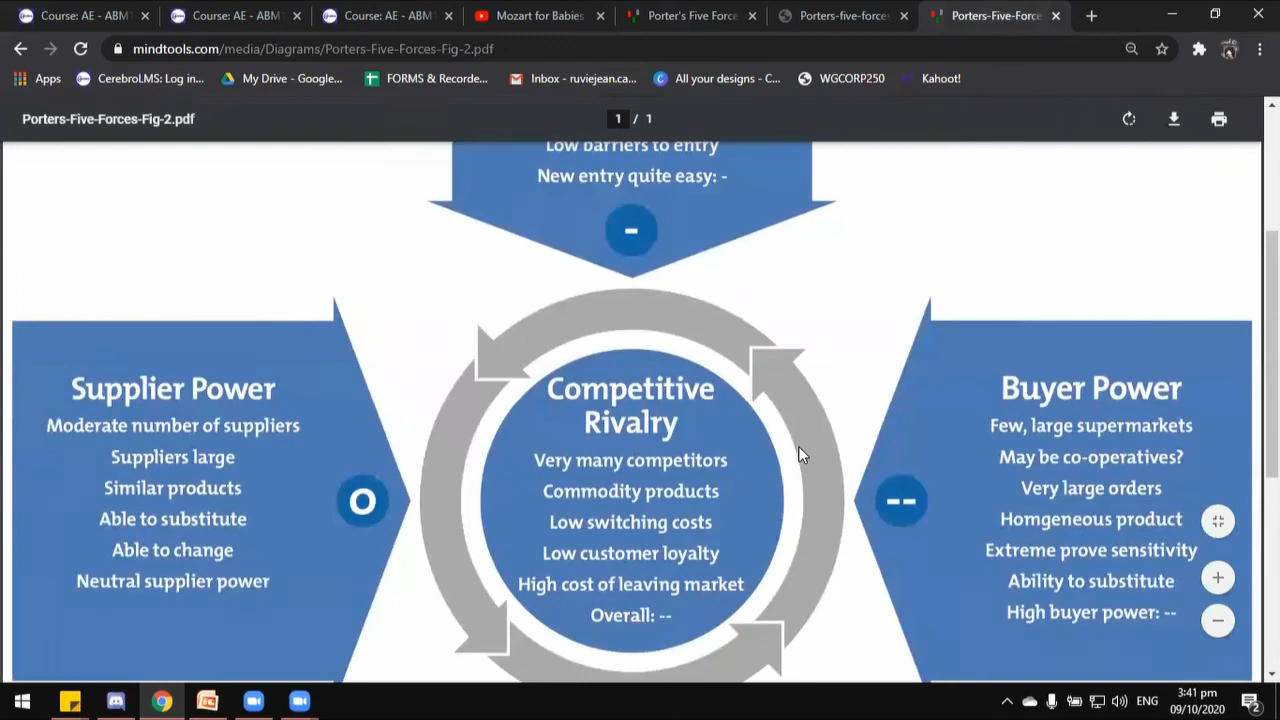 Course: AE - ABM1
Course: AE - ABM1
Course: AE - ABM1
Mozart for Babies
Porter's Five Force
Porters-five-forces
Porters-Five-Force
mindtools.com/media/Diagrams/Porters-Five-Forces-Fig-2.pdf
Apps
CerebroLMS: Log in...
My Drive - Google...
FORMS & Recorde...
Inbox - ruviejean.ca...
All your designs - C...
WGCORP250
Kahoot!
Porters-Five-Forces-Fig-2.pdf
1 / 1
Low barriers to entry
New entry quite easy: -
-
Supplier Power
Moderate number of suppliers
Suppliers large
Similar products
Able to substitute
Able to change
Neutral supplier power
O
Competitive
Rivalry
Very many competitors
Commodity products
Low switching costs
Low customer loyalty
High cost of leaving market
Overall: --
--
Buyer Power
Few, large supermarkets
May be co-operatives?
Very large orders
Homgeneous product
Extreme prove sensitivity
Ability to substitute
High buyer power: --
ENG
3:41 pm
09/10/2020
2